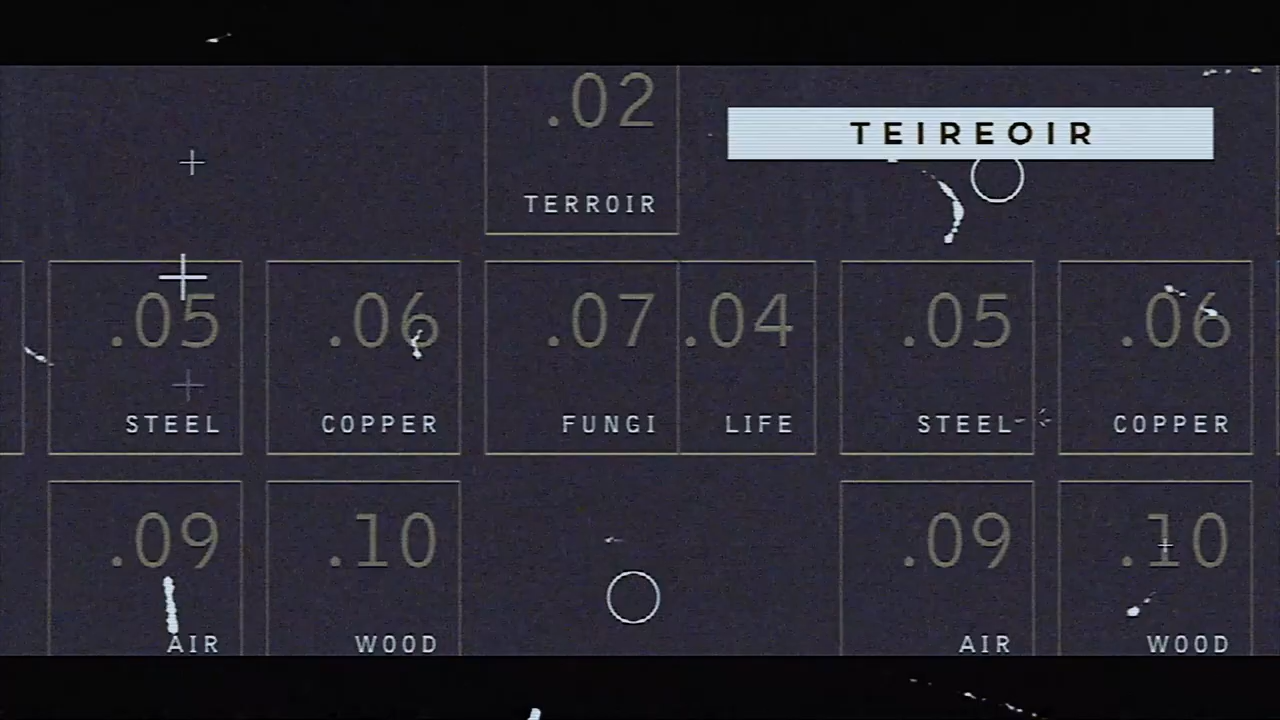 .02
TEIREOIR
TERROIR
.05 .06 .07 .04 .05 .06
STEEL COPPER FUNGI LIFE STEEL COPPER
.09 .10 .09 .10
AIR WOOD AIR WOOD